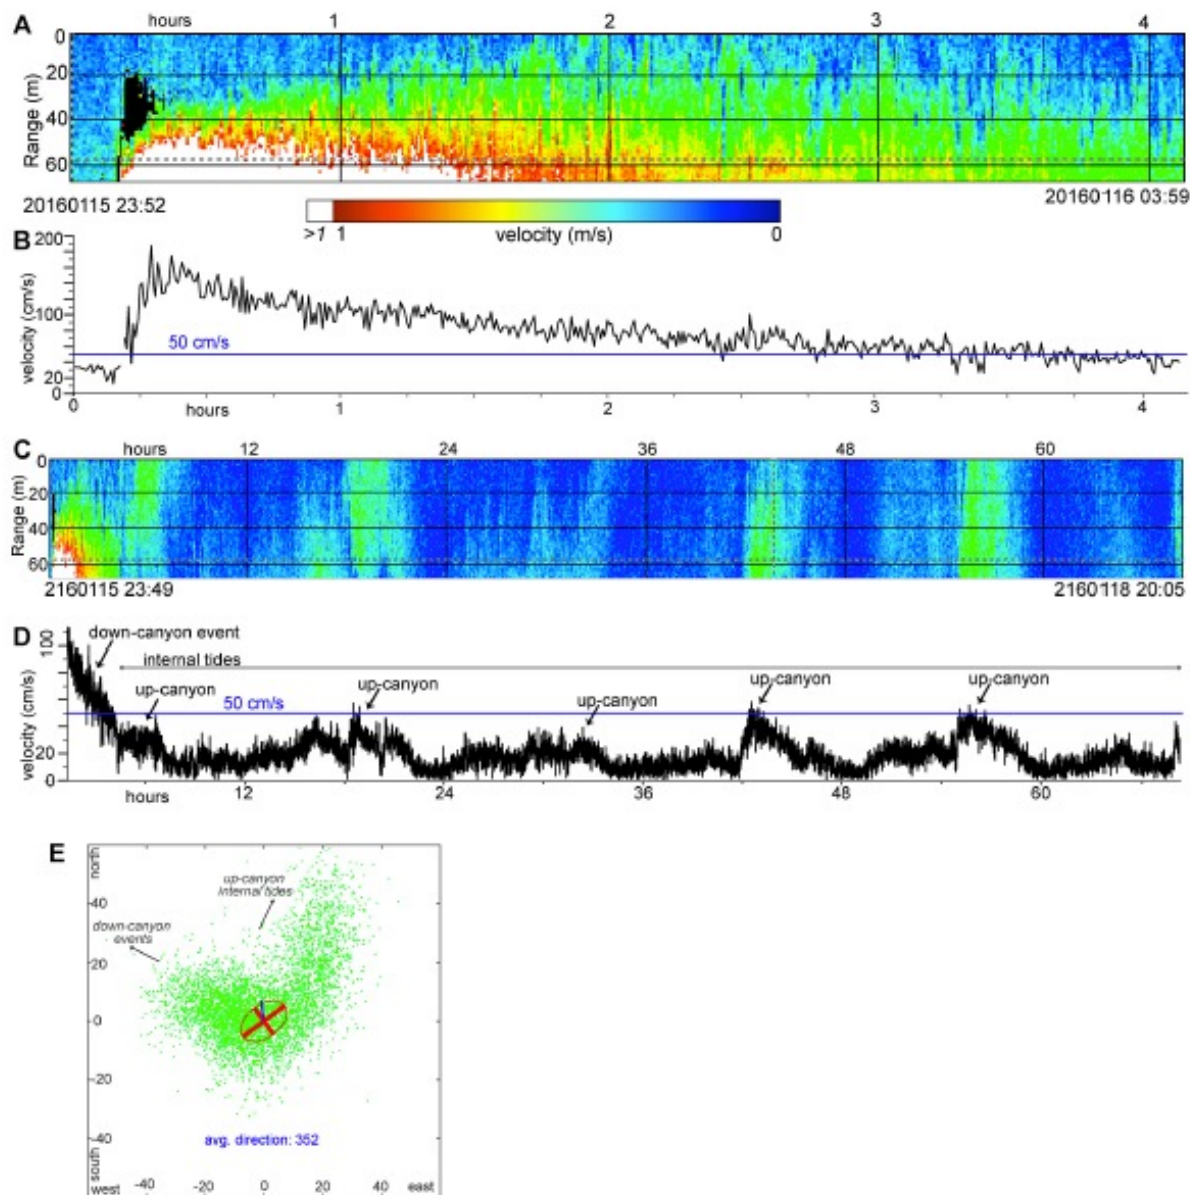 A hours 1 2 3 4
Range (m)
0
20
40
60
20160115 23:52
20160116 03:59
>1 1 velocity (m/s) 0
B
velocity (cm/s)
200
100
50 cm/s
20
0
0 hours 1 2 3 4
C hours 12 24 36 48 60
Range (m)
0
20
40
60
2160115 23:49
2160118 20:05
D
velocity (cm/s)
100
down-canyon event
internal tides
up-canyon
50 cm/s
up-canyon
up-canyon
up-canyon
up-canyon
20
0
hours 12 24 36 48 60
E
north
up-canyon
internal tides
down-canyon
events
40
20
0
-20
-40
avg. direction: 352
south
west -40 -20 0 20 40 east